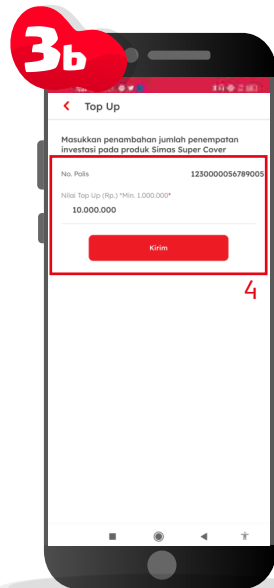 3b
Top Up
Masukkan penambahan jumlah penempatan
investasi pada produk Simas Super Cover
No. Polis 1230000056789005
Nilai Top Up (Rp.) *Min. 1.000.000*
10.000.000
Kirim
4